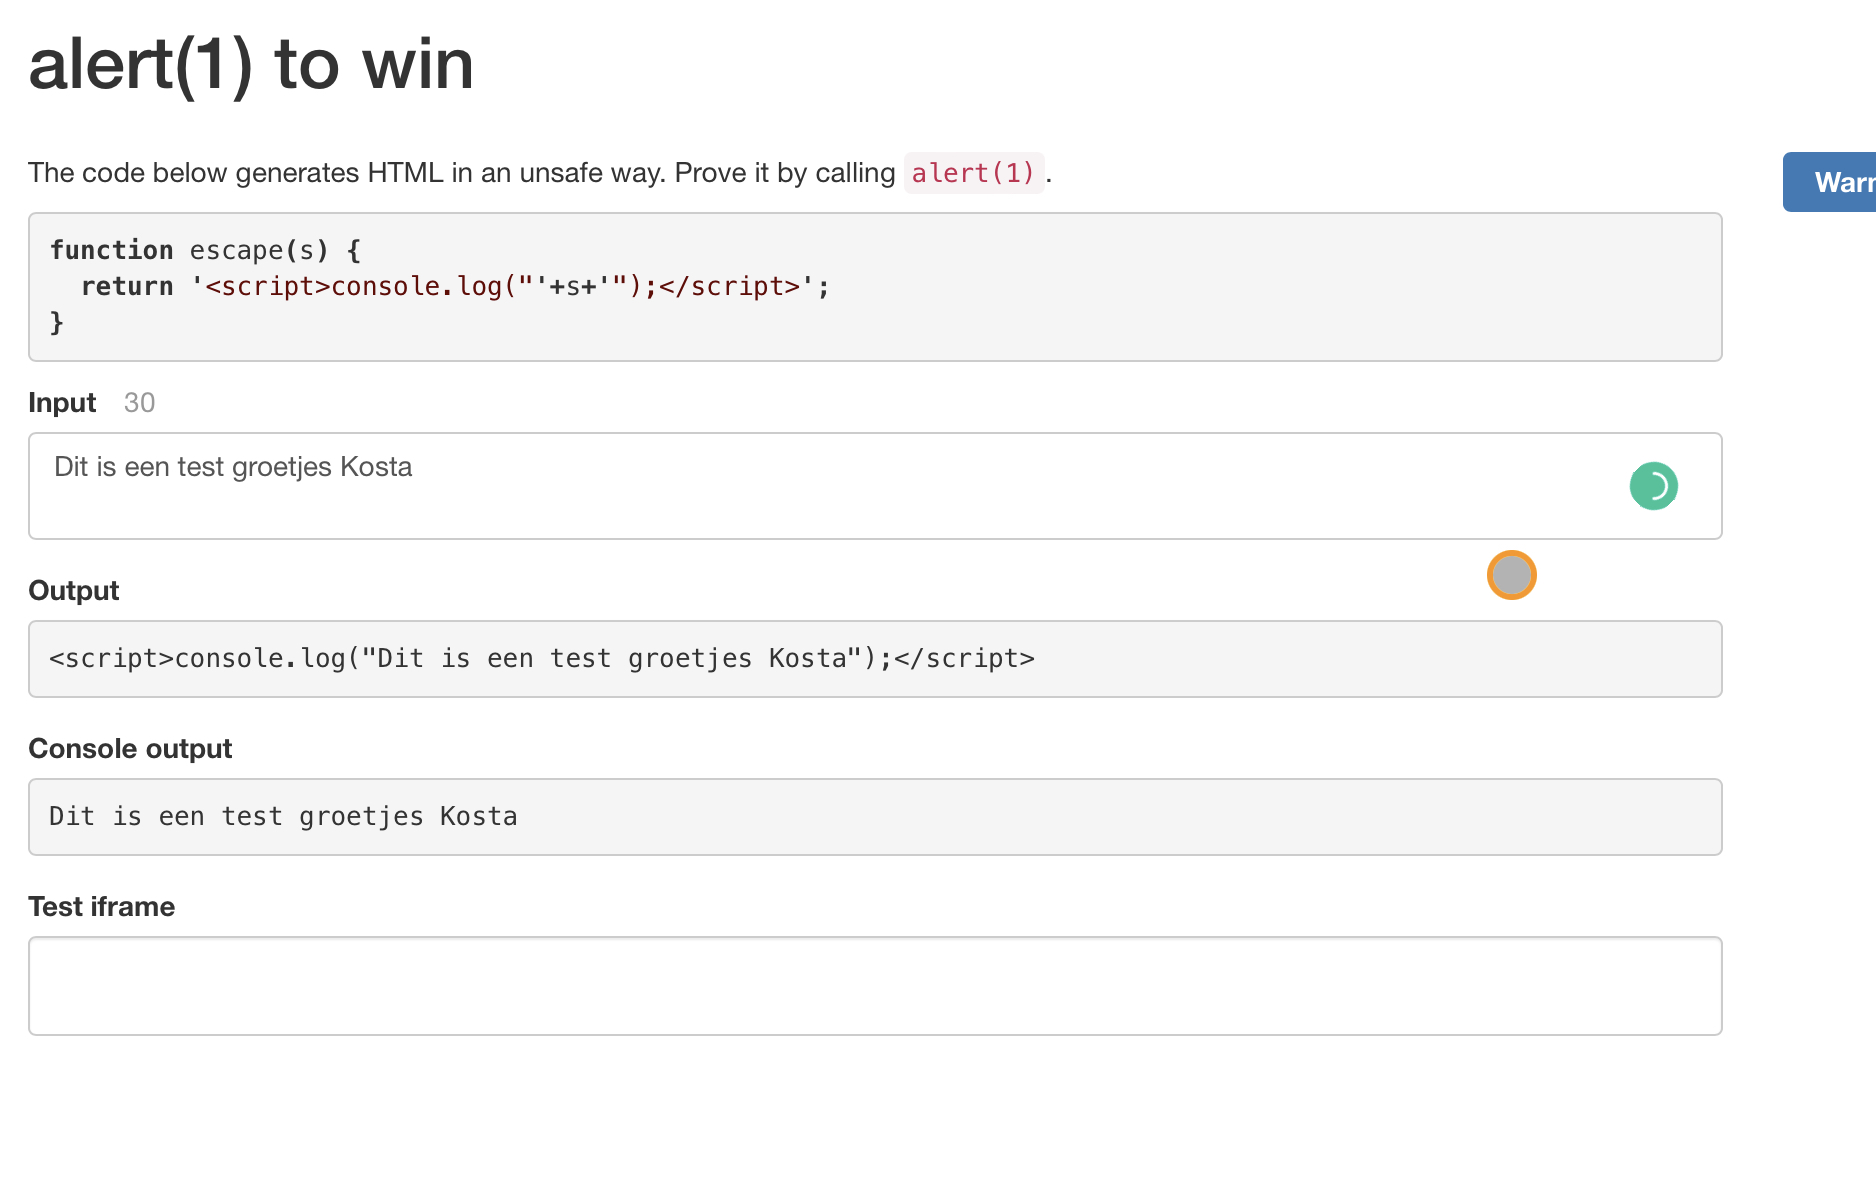 alert(1) to win
The code below generates HTML in an unsafe way. Prove it by calling alert(1).
Warn
function escape(s) {
  return '<script>console.log("'+s+'");</script>';
}
Input 30
Dit is een test groetjes Kosta
Output
<script>console.log("Dit is een test groetjes Kosta");</script>
Console output
Dit is een test groetjes Kosta
Test iframe